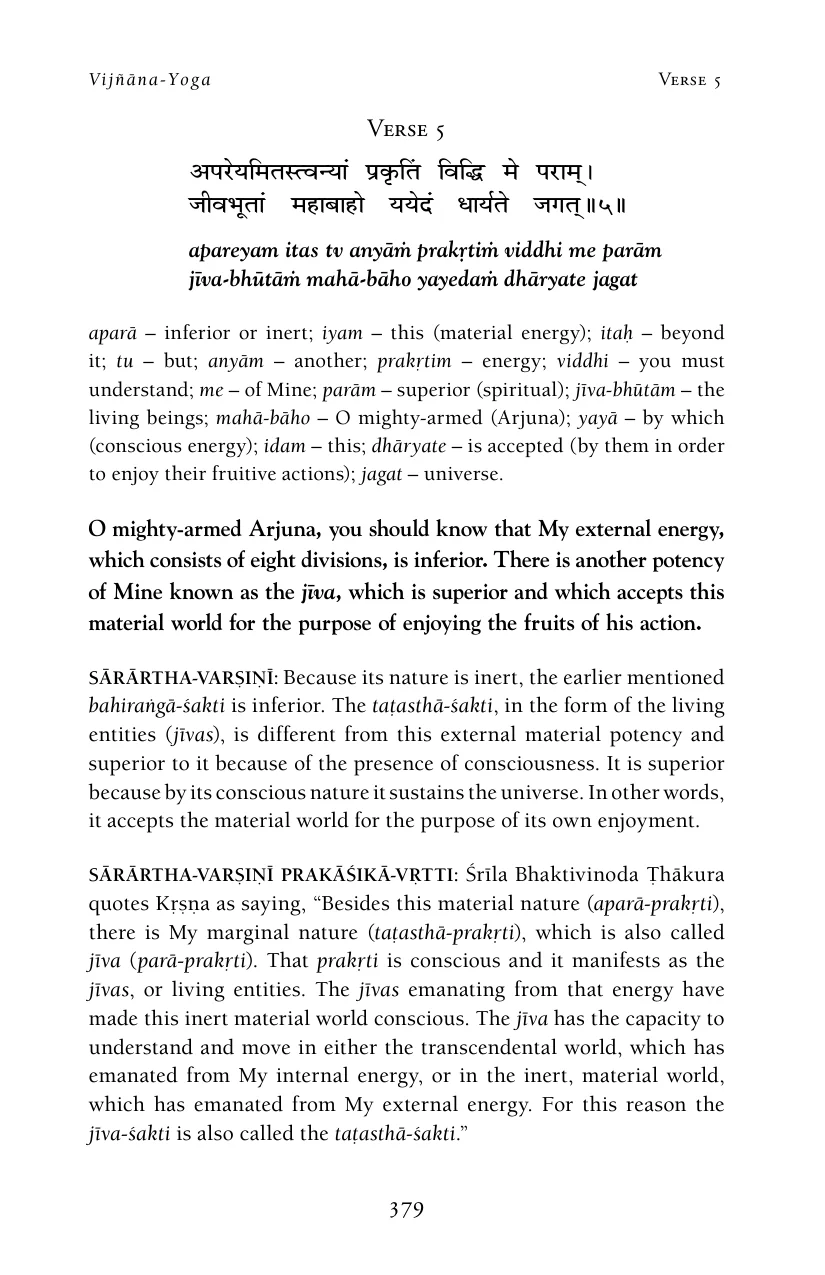 Vijñāna-Yoga Verse 5
Verse 5
अपरेयमितस्त्वन्यां प्रकृतिं विद्धि मे पराम्।
जीवभूतां महाबाहो ययेदं धार्यते जगत्॥५॥
apareyam itas tv anyāṁ prakṛtiṁ viddhi me parām
jīva-bhūtāṁ mahā-bāho yayedaṁ dhāryate jagat
aparā – inferior or inert; iyam – this (material energy); itaḥ – beyond
it; tu – but; anyām – another; prakṛtim – energy; viddhi – you must
understand; me – of Mine; parām – superior (spiritual); jīva-bhūtām – the
living beings; mahā-bāho – O mighty-armed (Arjuna); yayā – by which
(conscious energy); idam – this; dhāryate – is accepted (by them in order
to enjoy their fruitive actions); jagat – universe.
O mighty-armed Arjuna, you should know that My external energy,
which consists of eight divisions, is inferior. There is another potency
of Mine known as the jīva, which is superior and which accepts this
material world for the purpose of enjoying the fruits of his action.
SĀRĀRTHA-VARṢIṆĪ: Because its nature is inert, the earlier mentioned
bahiraṅgā-śakti is inferior. The taṭasthā-śakti, in the form of the living
entities (jīvas), is different from this external material potency and
superior to it because of the presence of consciousness. It is superior
because by its conscious nature it sustains the universe. In other words,
it accepts the material world for the purpose of its own enjoyment.
SĀRĀRTHA-VARṢIṆĪ PRAKĀŚIKĀ-VṚTTI: Śrīla Bhaktivinoda Ṭhākura
quotes Kṛṣṇa as saying, “Besides this material nature (aparā-prakṛti),
there is My marginal nature (taṭasthā-prakṛti), which is also called
jīva (parā-prakṛti). That prakṛti is conscious and it manifests as the
jīvas, or living entities. The jīvas emanating from that energy have
made this inert material world conscious. The jīva has the capacity to
understand and move in either the transcendental world, which has
emanated from My internal energy, or in the inert, material world,
which has emanated from My external energy. For this reason the
jīva-śakti is also called the taṭasthā-śakti.”
379